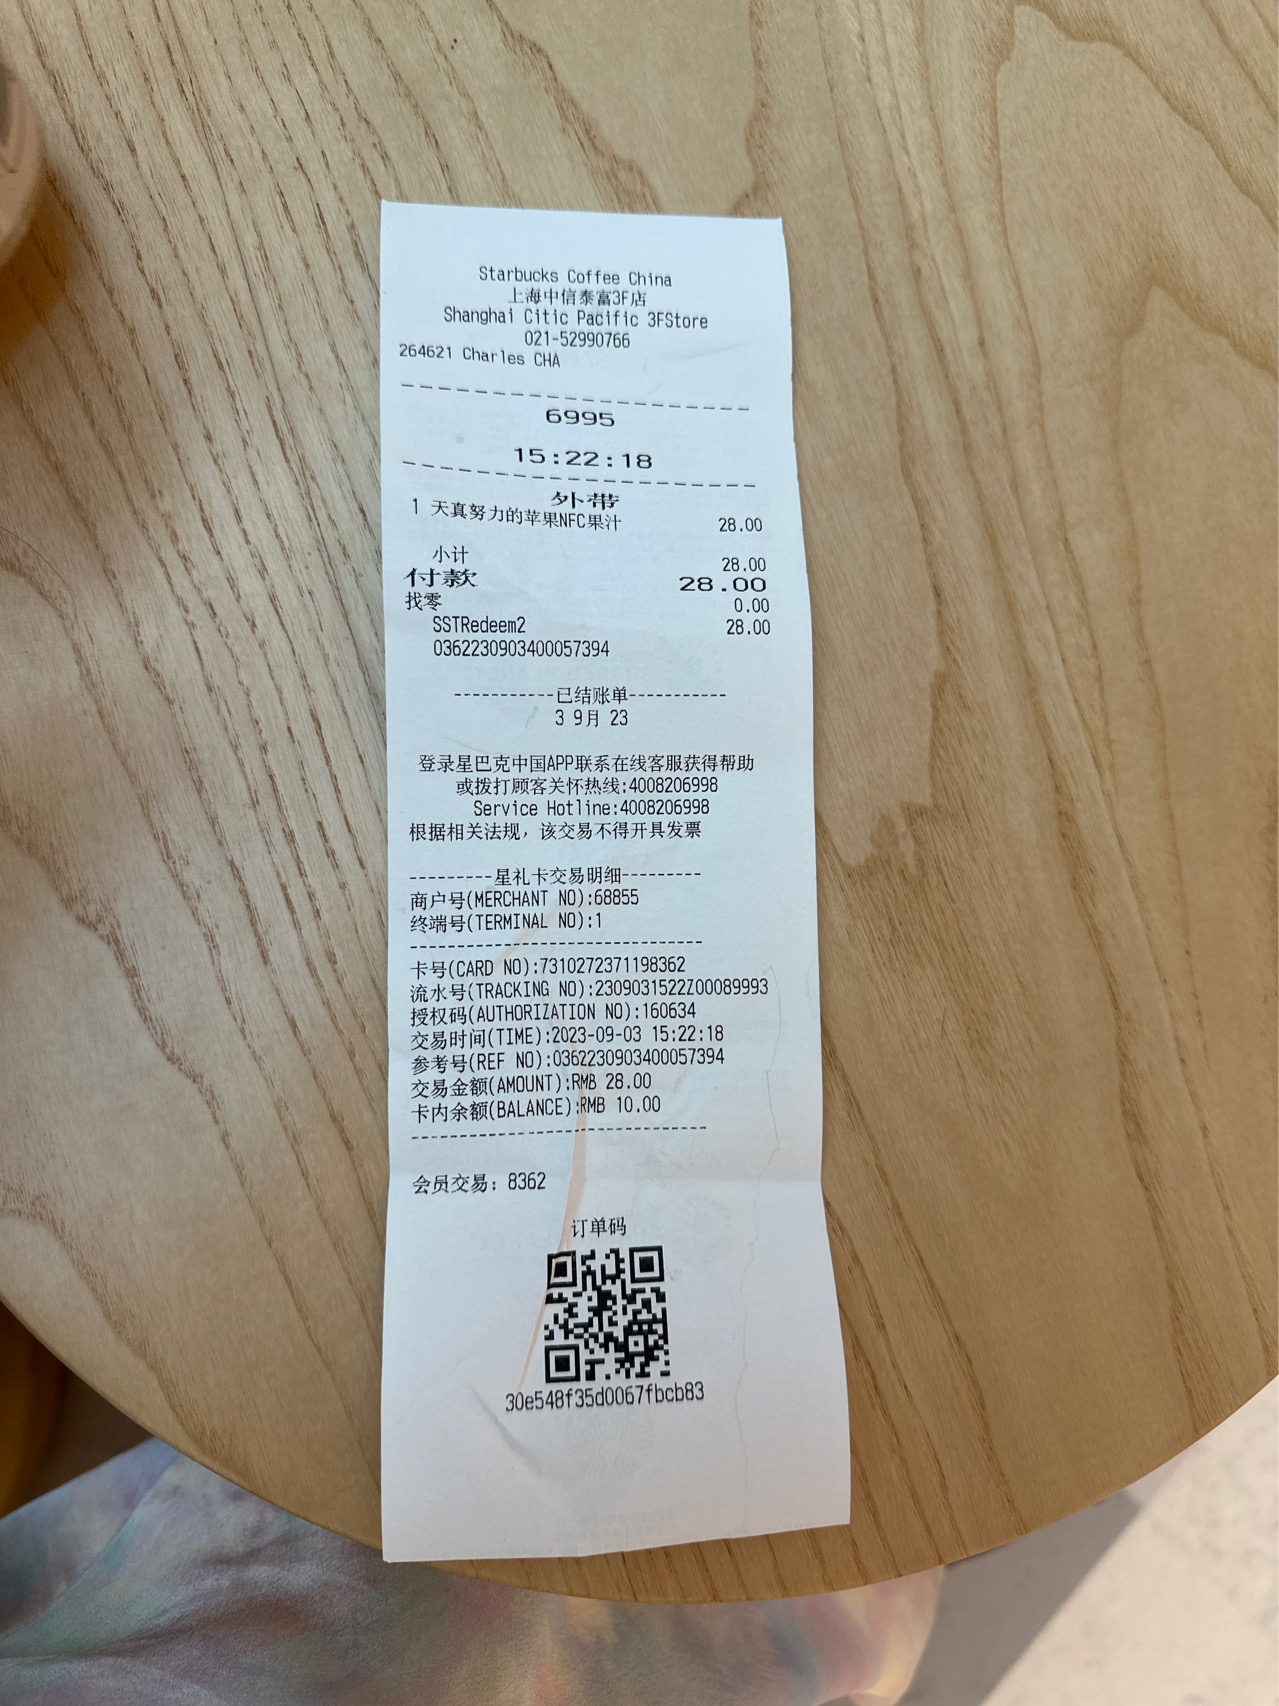 Starbucks Coffee China
上海中信泰富3F店
Shanghai Citic Pacific 3FStore
021-52990766
264621 Charles CHA
--------------------
6995
15:22:18
--------------------
外带
1 天真努力的苹果NFC果汁 28.00
小计 28.00
付款 28.00
找零 0.00
SSTRedeem2 28.00
0362230903400057394
-----------已结账单-----------
3 9月 23
登录星巴克中国APP联系在线客服获得帮助
或拨打顾客关怀热线:4008206998
Service Hotline:4008206998
根据相关法规，该交易不得开具发票
---------星礼卡交易明细---------
商户号(MERCHANT NO):68855
终端号(TERMINAL NO):1
--------------------------------
卡号(CARD NO):7310272371198362
流水号(TRACKING NO):2309031522Z00089993
授权码(AUTHORIZATION NO):160634
交易时间(TIME):2023-09-03 15:22:18
参考号(REF NO):0362230903400057394
交易金额(AMOUNT):RMB 28.00
卡内余额(BALANCE):RMB 10.00
--------------------------------
会员交易: 8362
订单码
30e548f35d0067fbcb83